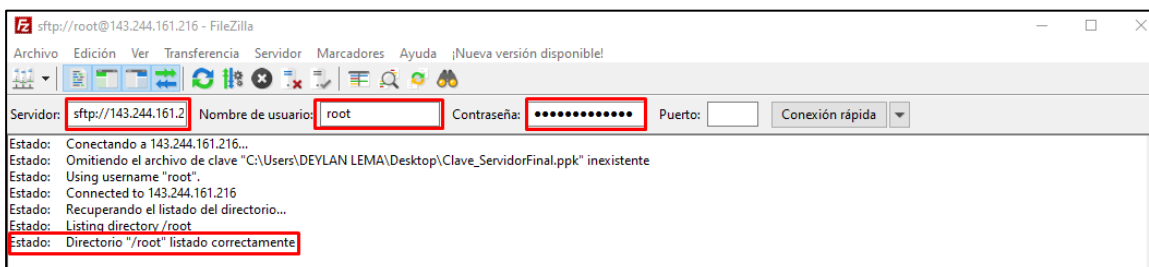 sftp://root@143.244.161.216 - FileZilla
Archivo Edición Ver Transferencia Servidor Marcadores Ayuda ¡Nueva versión disponible!
Servidor: sftp://143.244.161.2 Nombre de usuario: root Contraseña: ●●●●●●●●●●●●● Puerto: Conexión rápida
Estado: Conectando a 143.244.161.216...
Estado: Omitiendo el archivo de clave "C:\Users\DEYLAN LEMA\Desktop\Clave_ServidorFinal.ppk" inexistente
Estado: Using username "root".
Estado: Connected to 143.244.161.216
Estado: Recuperando el listado del directorio...
Estado: Listing directory /root
Estado: Directorio "/root" listado correctamente